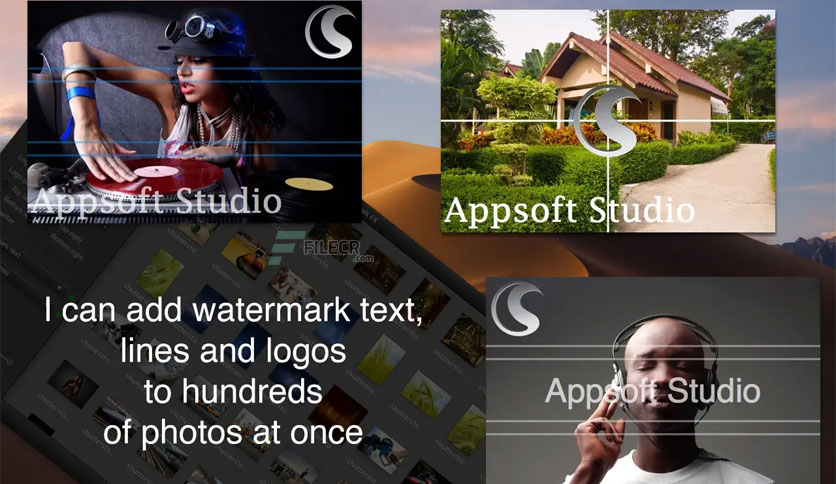 Appsoft Studio
Appsoft Studio
FILECR
.com
I can add watermark text,
lines and logos
to hundreds
of photos at once
Appsoft Studio